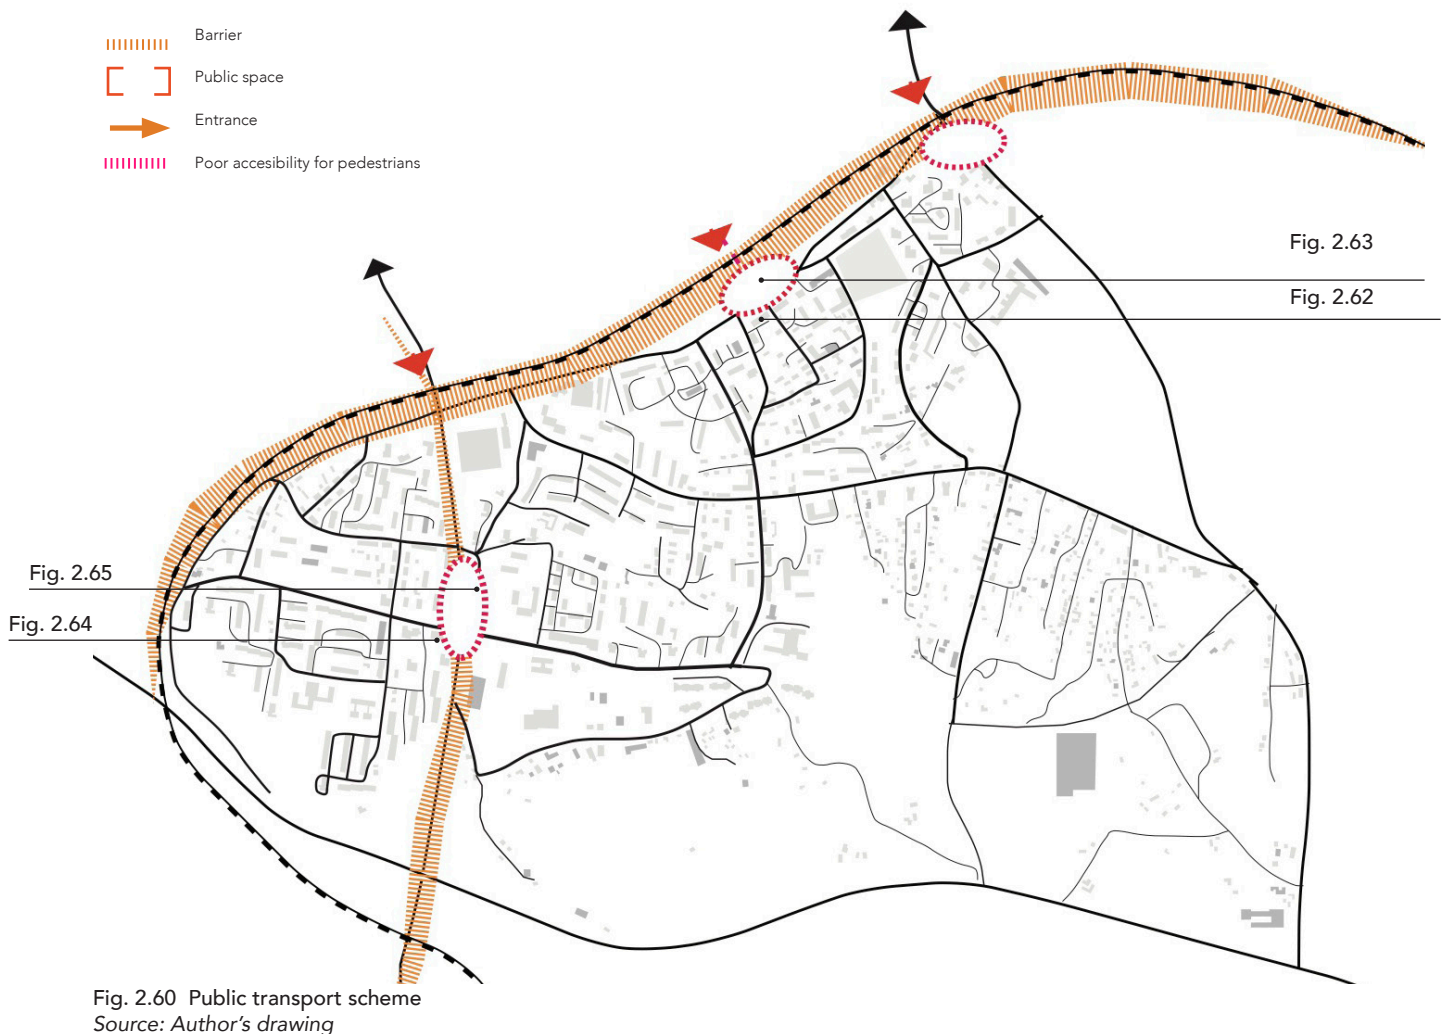 Barrier
Public space
Entrance
Poor accesibility for pedestrians
Fig. 2.63
Fig. 2.62
Fig. 2.65
Fig. 2.64
Fig. 2.60 Public transport scheme
Source: Author's drawing